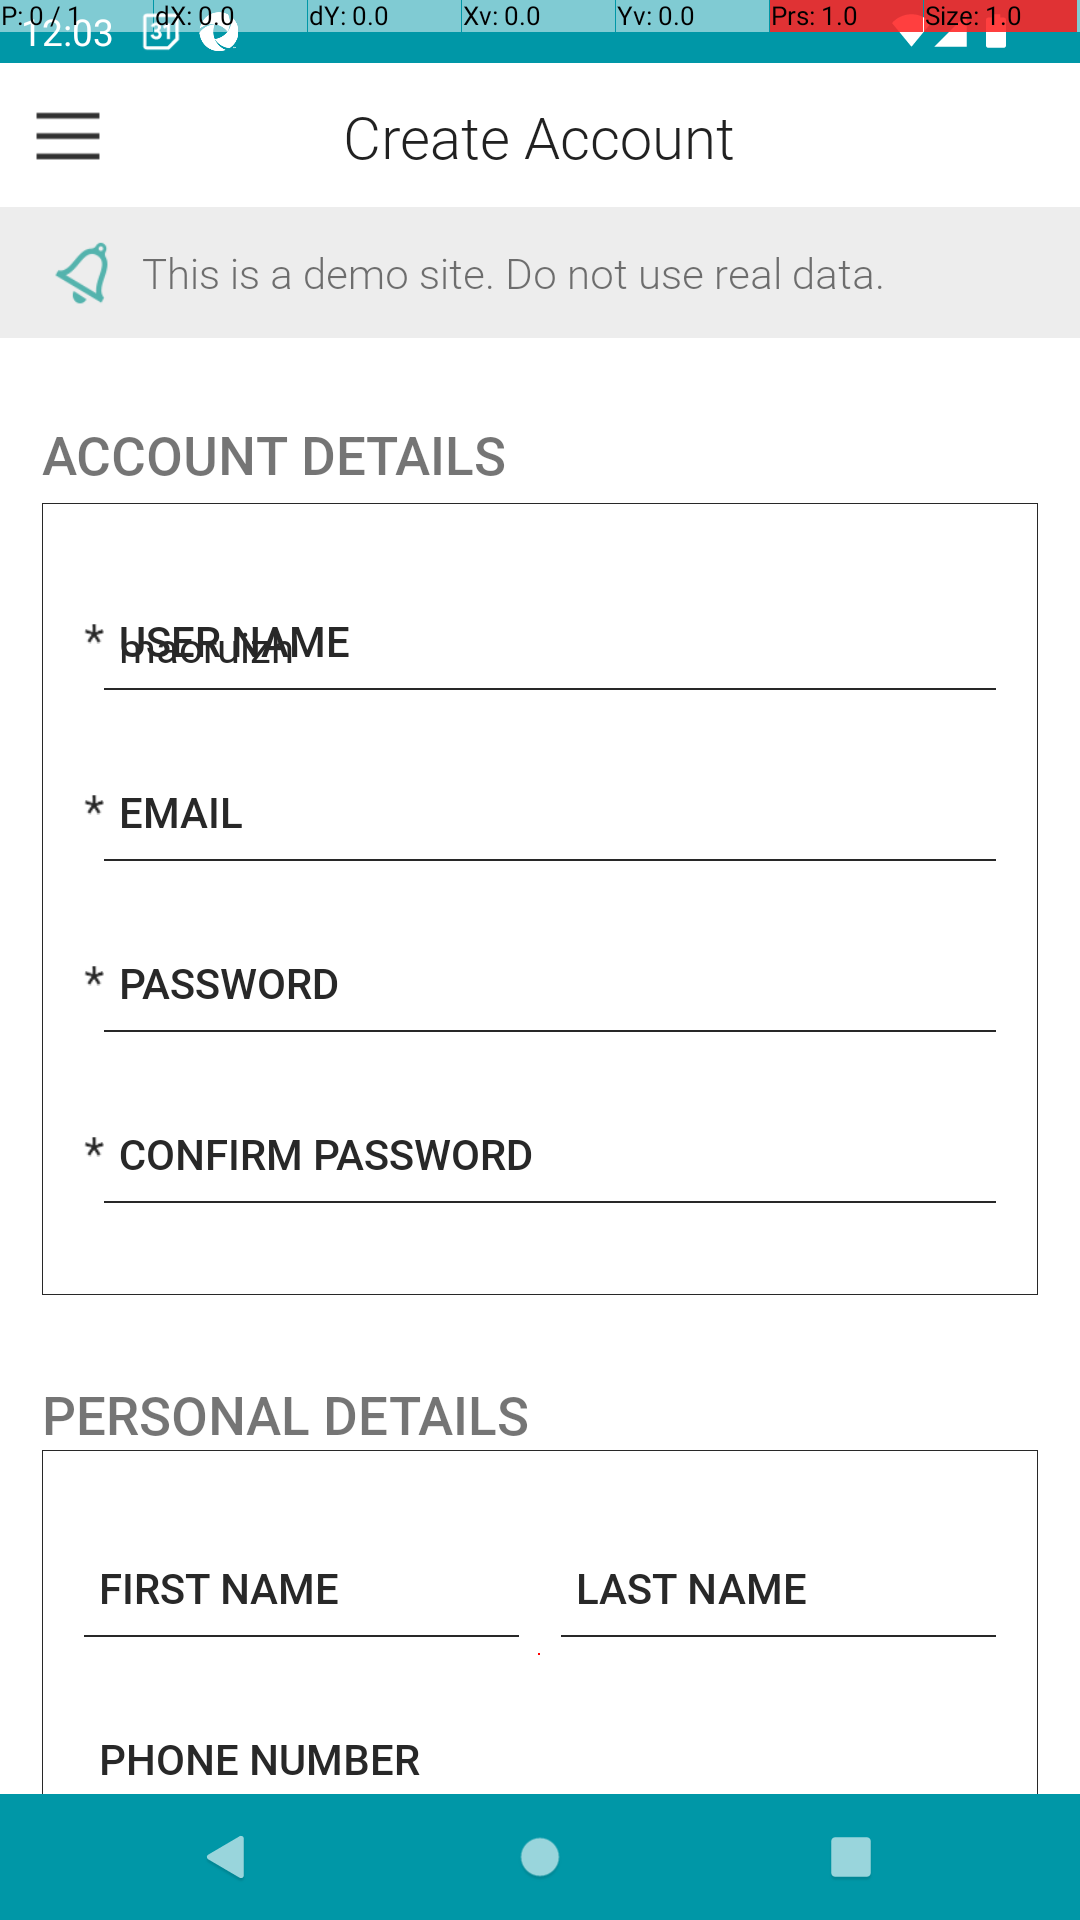 P: 0 / 1 dX: 0.0 dY: 0.0 Xv: 0.0 Yv: 0.0 Prs: 1.0 Size: 1.0
12:03 31
Create Account
This is a demo site. Do not use real data.
ACCOUNT DETAILS
* USER NAME
maoruizh
* EMAIL
* PASSWORD
* CONFIRM PASSWORD
PERSONAL DETAILS
FIRST NAME LAST NAME
PHONE NUMBER